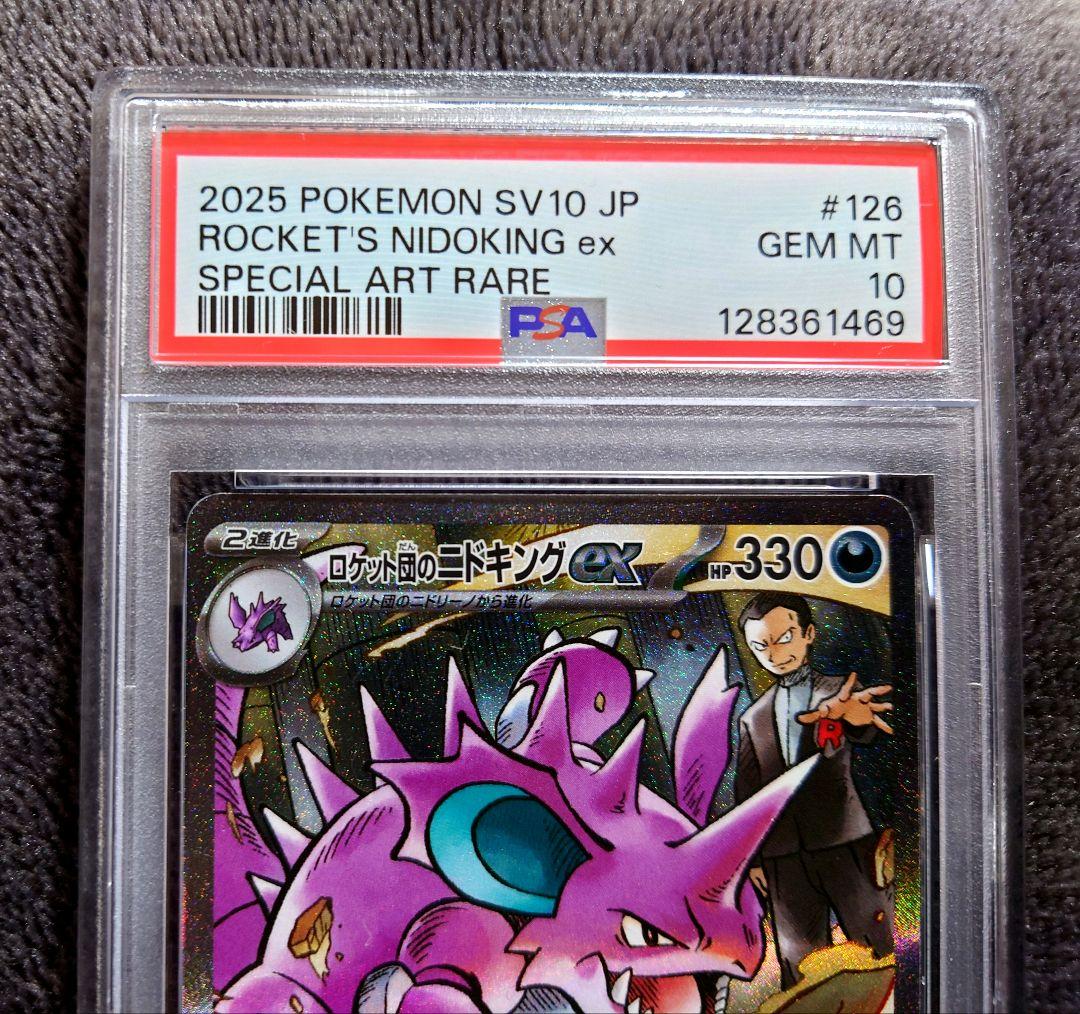 2025 POKEMON SV10 JP #126
ROCKET'S NIDOKING ex GEM MT
SPECIAL ART RARE 10
PSA 128361469
2進化
だん
ロケット団のニドキングex HP330
ロケット団のニドリーノから進化
R